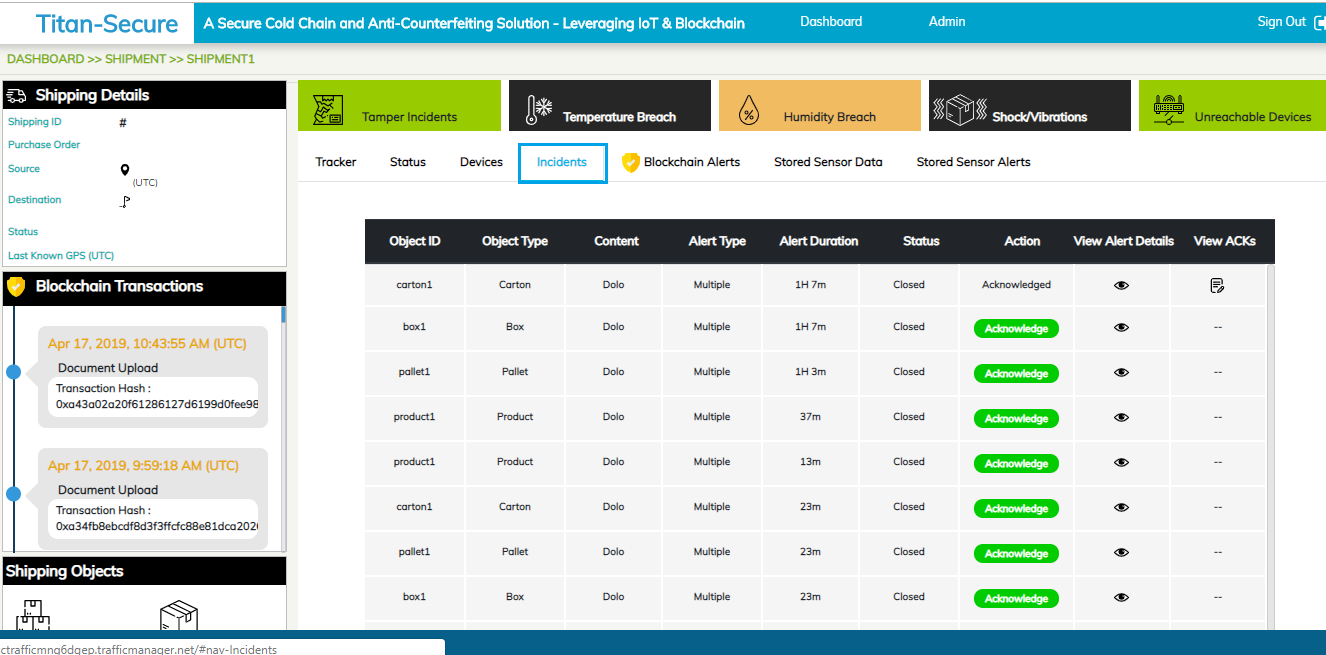 Titan-Secure
A Secure Cold Chain and Anti-Counterfeiting Solution - Leveraging IoT & Blockchain
Dashboard
Admin
Sign Out
DASHBOARD >> SHIPMENT >> SHIPMENT1
Shipping Details
Shipping ID #
Purchase Order
Source
(UTC)
Destination
Status
Last Known GPS (UTC)
Blockchain Transactions
Apr 17, 2019, 10:43:55 AM (UTC)
Document Upload
Transaction Hash :
0xa43a02a20f61286127d6199d0fee98
Apr 17, 2019, 9:59:18 AM (UTC)
Document Upload
Transaction Hash :
0xa34fb8ebcdf8d3f3ffcfc88e81dca202
Shipping Objects
Tamper Incidents
Temperature Breach
%
Humidity Breach
Shock/Vibrations
Unreachable Devices
Tracker Status Devices Incidents Blockchain Alerts Stored Sensor Data Stored Sensor Alerts
Object ID Object Type Content Alert Type Alert Duration Status Action View Alert Details View ACKs
carton1 Carton Dolo Multiple 1H 7m Closed Acknowledged
box1 Box Dolo Multiple 1H 7m Closed Acknowledge --
pallet1 Pallet Dolo Multiple 1H 3m Closed Acknowledge --
product1 Product Dolo Multiple 37m Closed Acknowledge --
product1 Product Dolo Multiple 13m Closed Acknowledge --
carton1 Carton Dolo Multiple 23m Closed Acknowledge --
pallet1 Pallet Dolo Multiple 23m Closed Acknowledge --
box1 Box Dolo Multiple 23m Closed Acknowledge --
ctrafficmnq6dqep.trafficmanager.net/#nav-Incidents